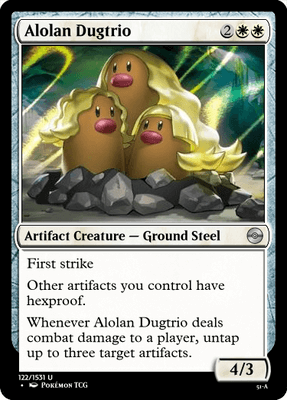 Alolan Dugtrio 2
Artifact Creature — Ground Steel
First strike
Other artifacts you control have
hexproof.
Whenever Alolan Dugtrio deals
combat damage to a player, untap
up to three target artifacts.
4/3
122/1531 U
• Pokémon TCG
S1-A